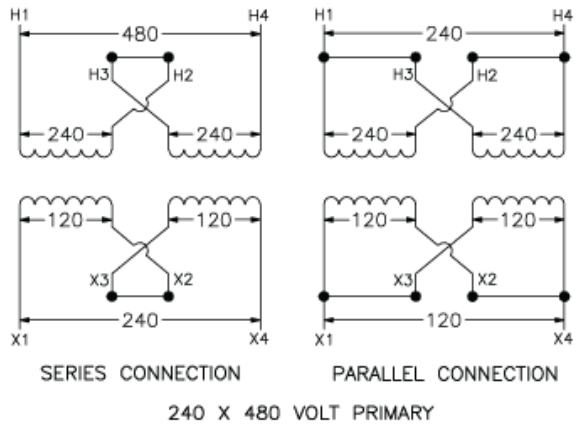 H1 H4 H1 H4
480 240
H3 H2 H3 H2
240 240 240 240
120 120 120 120
X3 X2 X3 X2
240 120
X1 X4 X1 X4
SERIES CONNECTION PARALLEL CONNECTION
240 X 480 VOLT PRIMARY